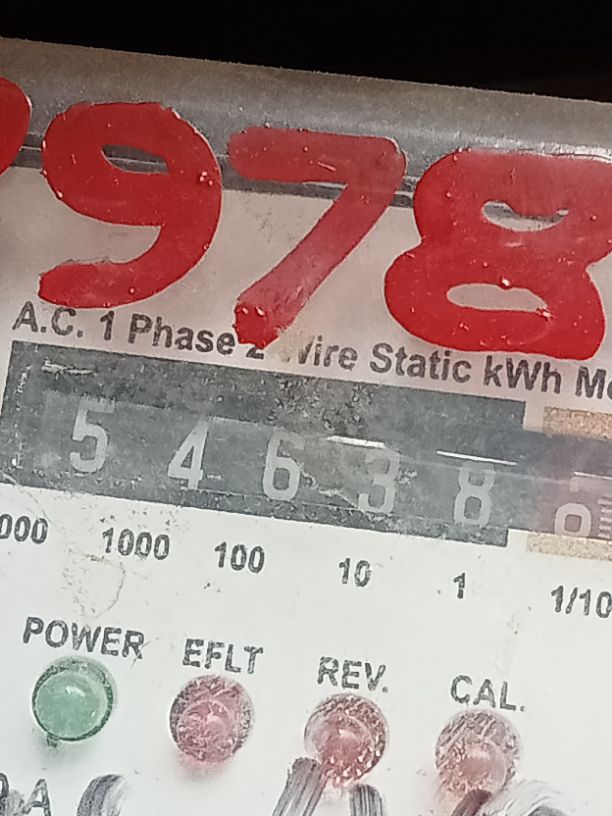 978
A.C. 1 Phase 2 Wire Static kWh
5 4 6 3 8
1000 100 10 1 1/10
POWER EFLT REV. CAL.